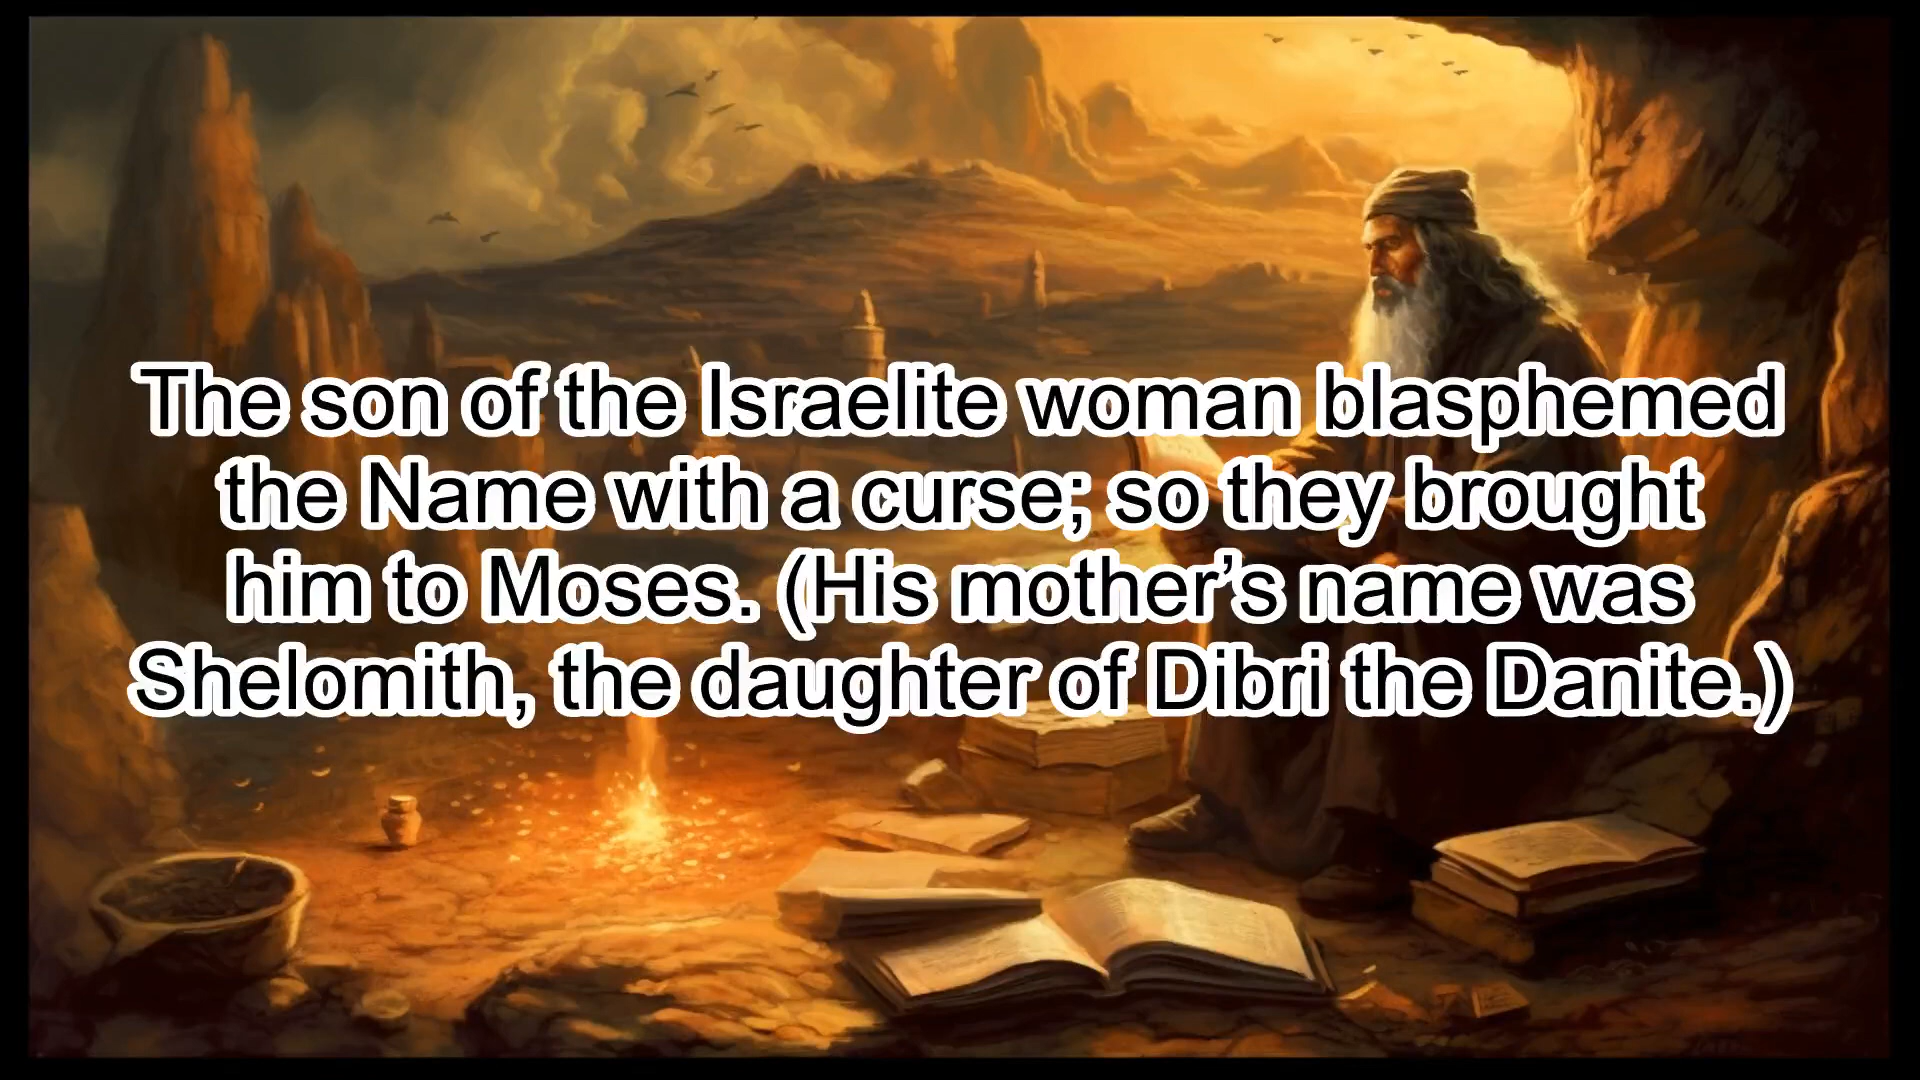 The son of the Israelite woman blasphemed
the Name with a curse; so they brought
him to Moses. (His mother’s name was
Shelomith, the daughter of Dibri the Danite.)